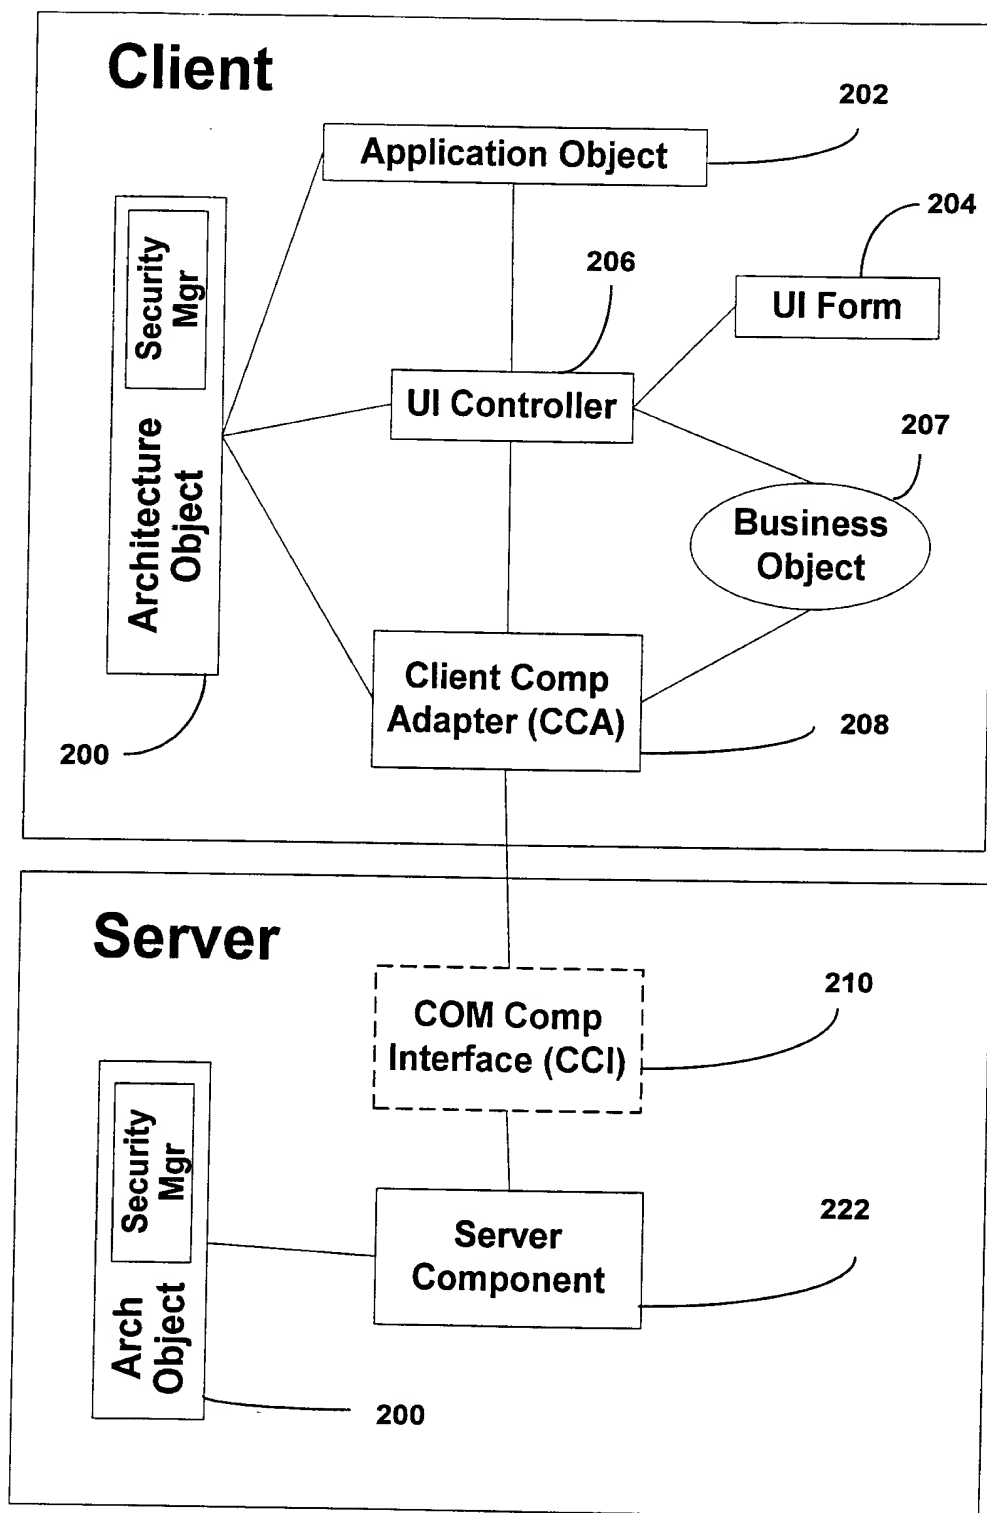 Client
202
Application Object
204
Security
Mgr
206
UI Form
UI Controller
207
Architecture
Object
Business
Object
Client Comp
Adapter (CCA)
208
200
Server
210
COM Comp
Interface (CCI)
Security
Mgr
222
Server
Component
Arch
Object
200